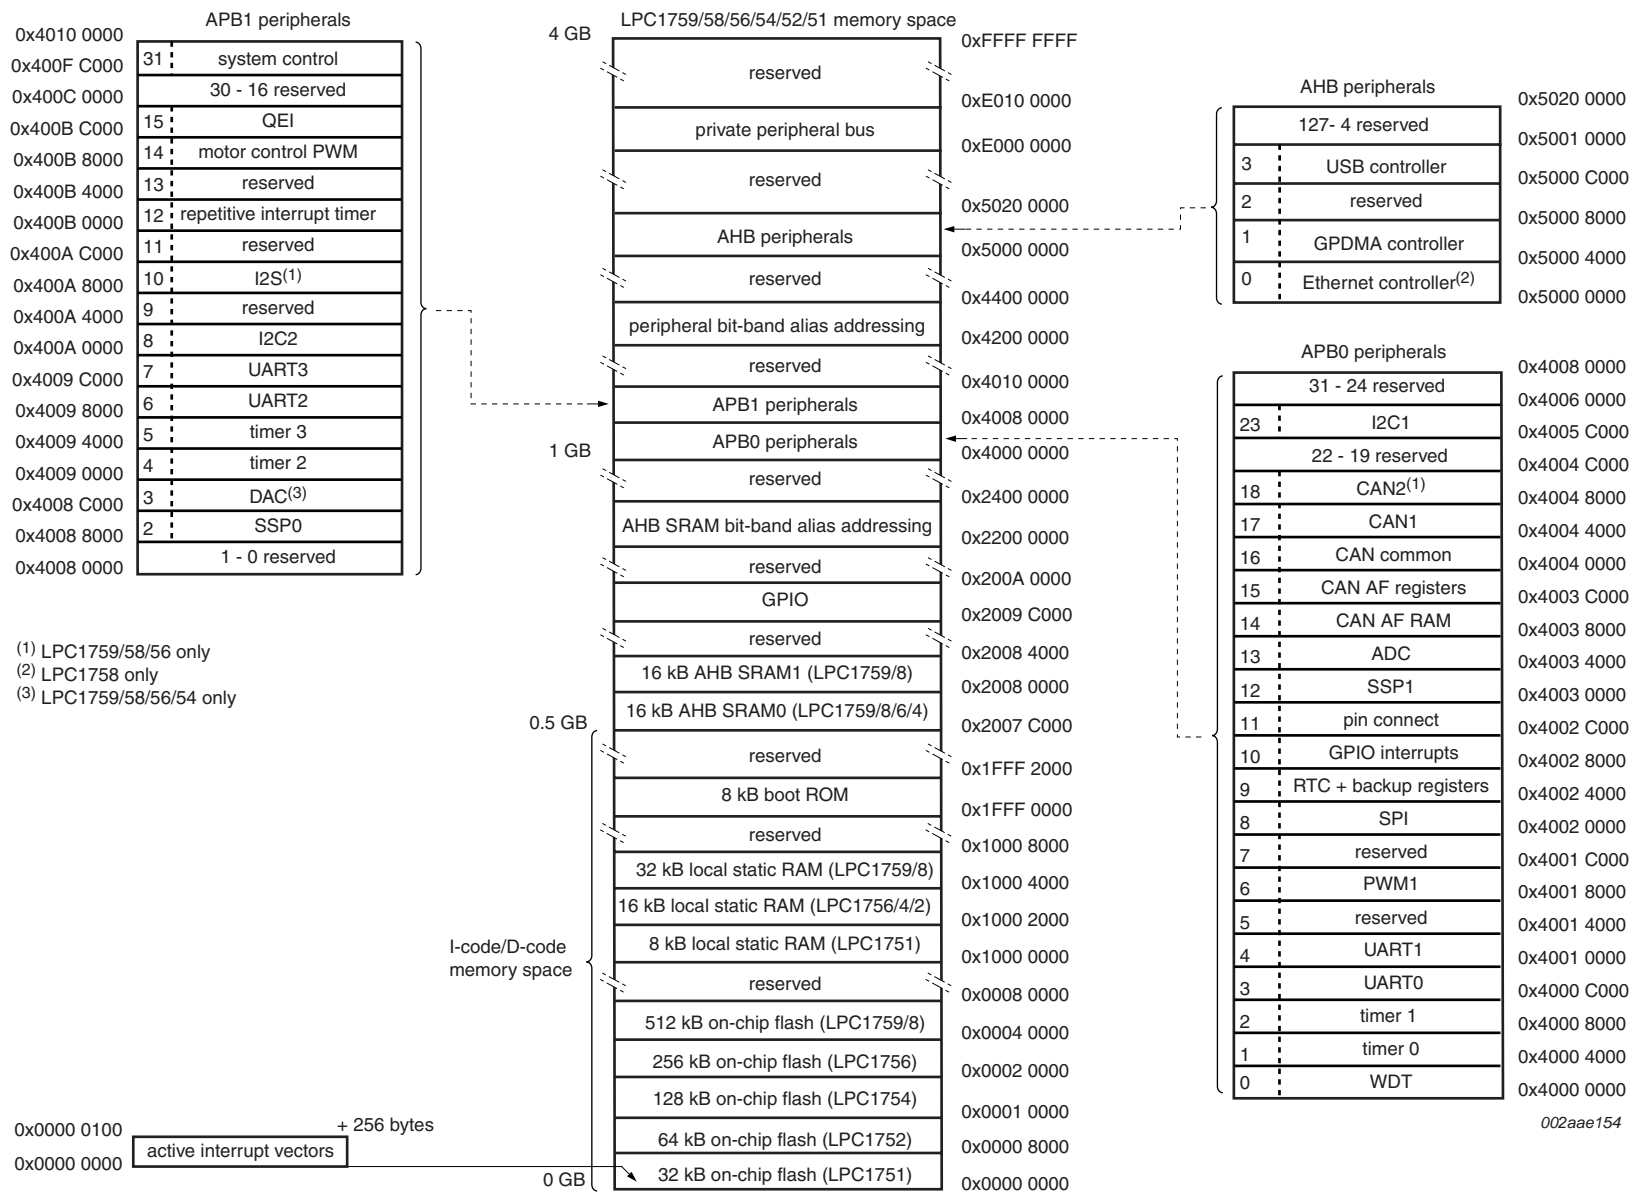 APB1 peripherals
0x4010 0000
31 system control
0x400F C000
30 - 16 reserved
0x400C 0000
15 QEI
0x400B C000
14 motor control PWM
0x400B 8000
13 reserved
0x400B 4000
12 repetitive interrupt timer
0x400B 0000
11 reserved
0x400A C000
10 I2S(1)
0x400A 8000
9 reserved
0x400A 4000
8 I2C2
0x400A 0000
7 UART3
0x4009 C000
6 UART2
0x4009 8000
5 timer 3
0x4009 4000
4 timer 2
0x4009 0000
3 DAC(3)
0x4008 C000
2 SSP0
0x4008 8000
1 - 0 reserved
0x4008 0000
(1) LPC1759/58/56 only
(2) LPC1758 only
(3) LPC1759/58/56/54 only
0x0000 0100
+ 256 bytes
active interrupt vectors
0x0000 0000
LPC1759/58/56/54/52/51 memory space
4 GB
0xFFFF FFFF
reserved
0xE010 0000
private peripheral bus
0xE000 0000
reserved
0x5020 0000
AHB peripherals
0x5000 0000
reserved
0x4400 0000
peripheral bit-band alias addressing
0x4200 0000
reserved
0x4010 0000
APB1 peripherals
0x4008 0000
APB0 peripherals
1 GB
0x4000 0000
reserved
0x2400 0000
AHB SRAM bit-band alias addressing
0x2200 0000
reserved
0x200A 0000
GPIO
0x2009 C000
reserved
0x2008 4000
16 kB AHB SRAM1 (LPC1759/8)
0x2008 0000
16 kB AHB SRAM0 (LPC1759/8/6/4)
0.5 GB
0x2007 C000
reserved
0x1FFF 2000
8 kB boot ROM
0x1FFF 0000
reserved
0x1000 8000
32 kB local static RAM (LPC1759/8)
0x1000 4000
16 kB local static RAM (LPC1756/4/2)
0x1000 2000
8 kB local static RAM (LPC1751)
0x1000 0000
I-code/D-code
memory space
reserved
0x0008 0000
512 kB on-chip flash (LPC1759/8)
0x0004 0000
256 kB on-chip flash (LPC1756)
0x0002 0000
128 kB on-chip flash (LPC1754)
0x0001 0000
64 kB on-chip flash (LPC1752)
0x0000 8000
32 kB on-chip flash (LPC1751)
0 GB
0x0000 0000
AHB peripherals
0x5020 0000
127- 4 reserved
0x5001 0000
3 USB controller
0x5000 C000
2 reserved
0x5000 8000
1 GPDMA controller
0x5000 4000
0 Ethernet controller(2)
0x5000 0000
APB0 peripherals
0x4008 0000
31 - 24 reserved
0x4006 0000
23 I2C1
0x4005 C000
22 - 19 reserved
0x4004 C000
18 CAN2(1)
0x4004 8000
17 CAN1
0x4004 4000
16 CAN common
0x4004 0000
15 CAN AF registers
0x4003 C000
14 CAN AF RAM
0x4003 8000
13 ADC
0x4003 4000
12 SSP1
0x4003 0000
11 pin connect
0x4002 C000
10 GPIO interrupts
0x4002 8000
9 RTC + backup registers
0x4002 4000
8 SPI
0x4002 0000
7 reserved
0x4001 C000
6 PWM1
0x4001 8000
5 reserved
0x4001 4000
4 UART1
0x4001 0000
3 UART0
0x4000 C000
2 timer 1
0x4000 8000
1 timer 0
0x4000 4000
0 WDT
0x4000 0000
002aae154